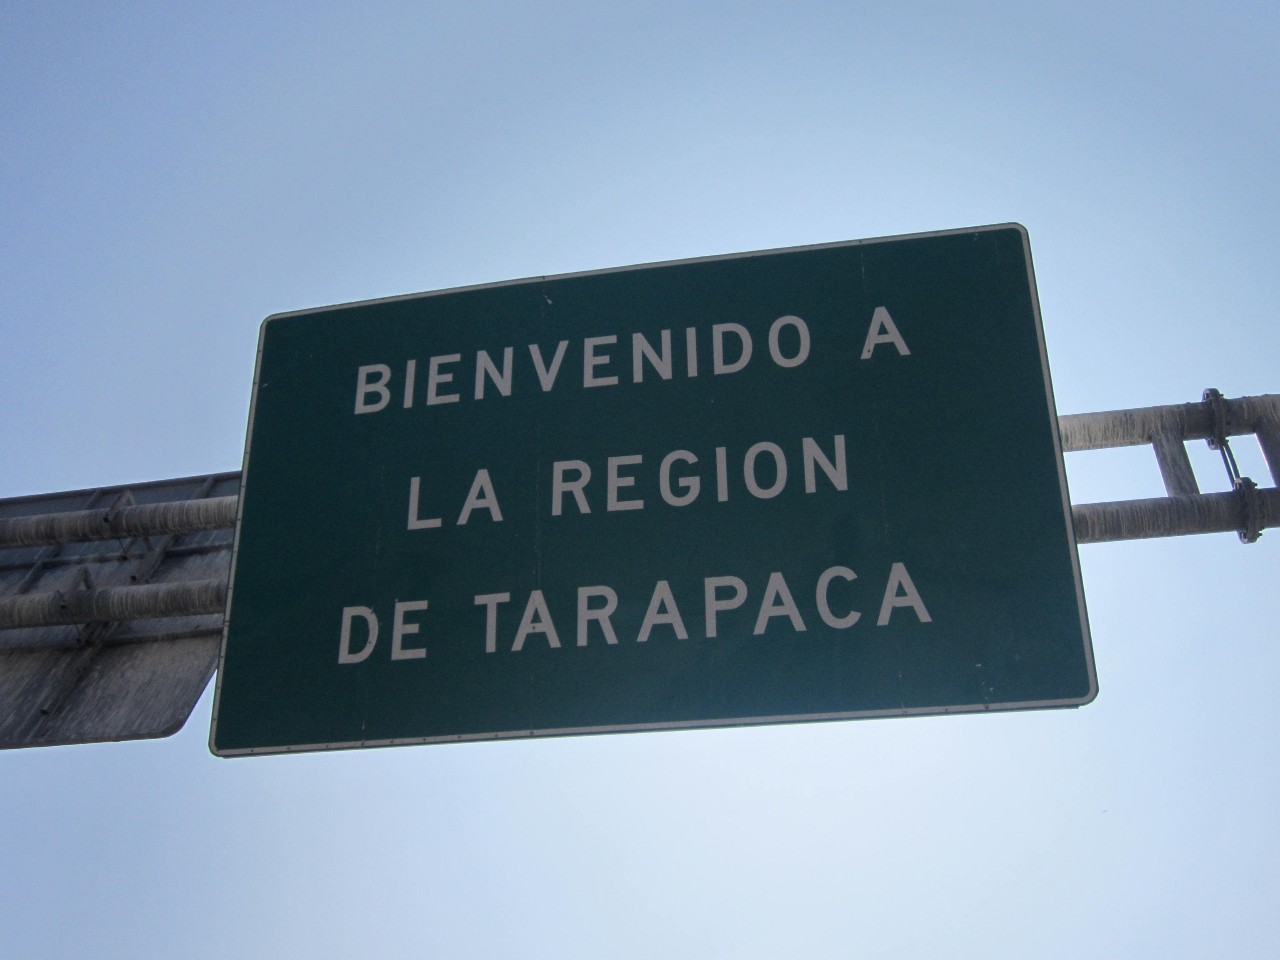 BIENVENIDO A
LA REGION
DE TARAPACA